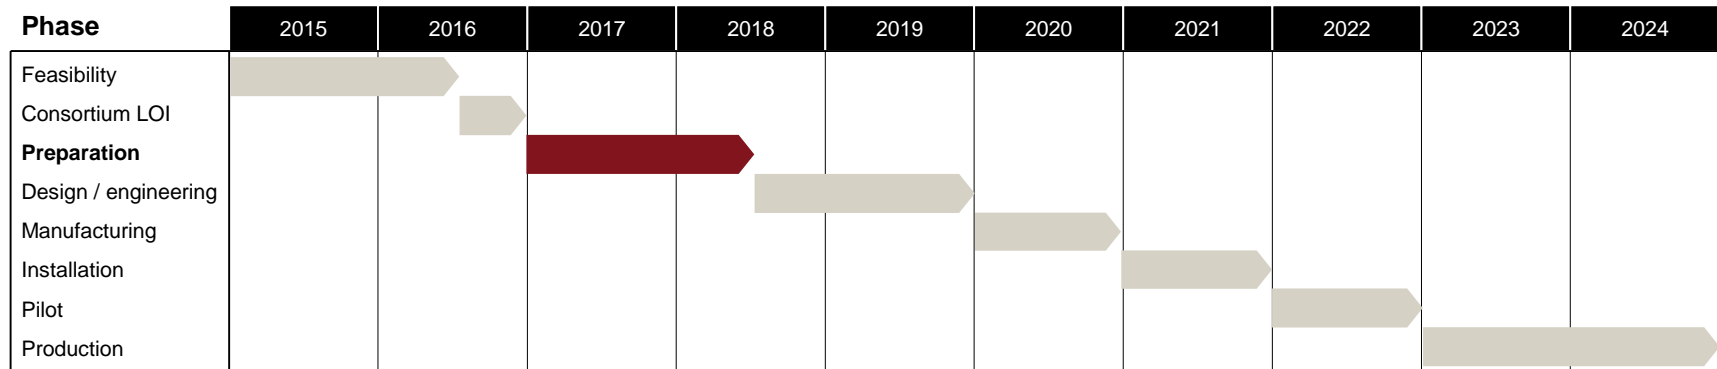 Phase 2015 2016 2017 2018 2019 2020 2021 2022 2023 2024
Feasibility
Consortium LOI
Preparation
Design / engineering
Manufacturing
Installation
Pilot
Production